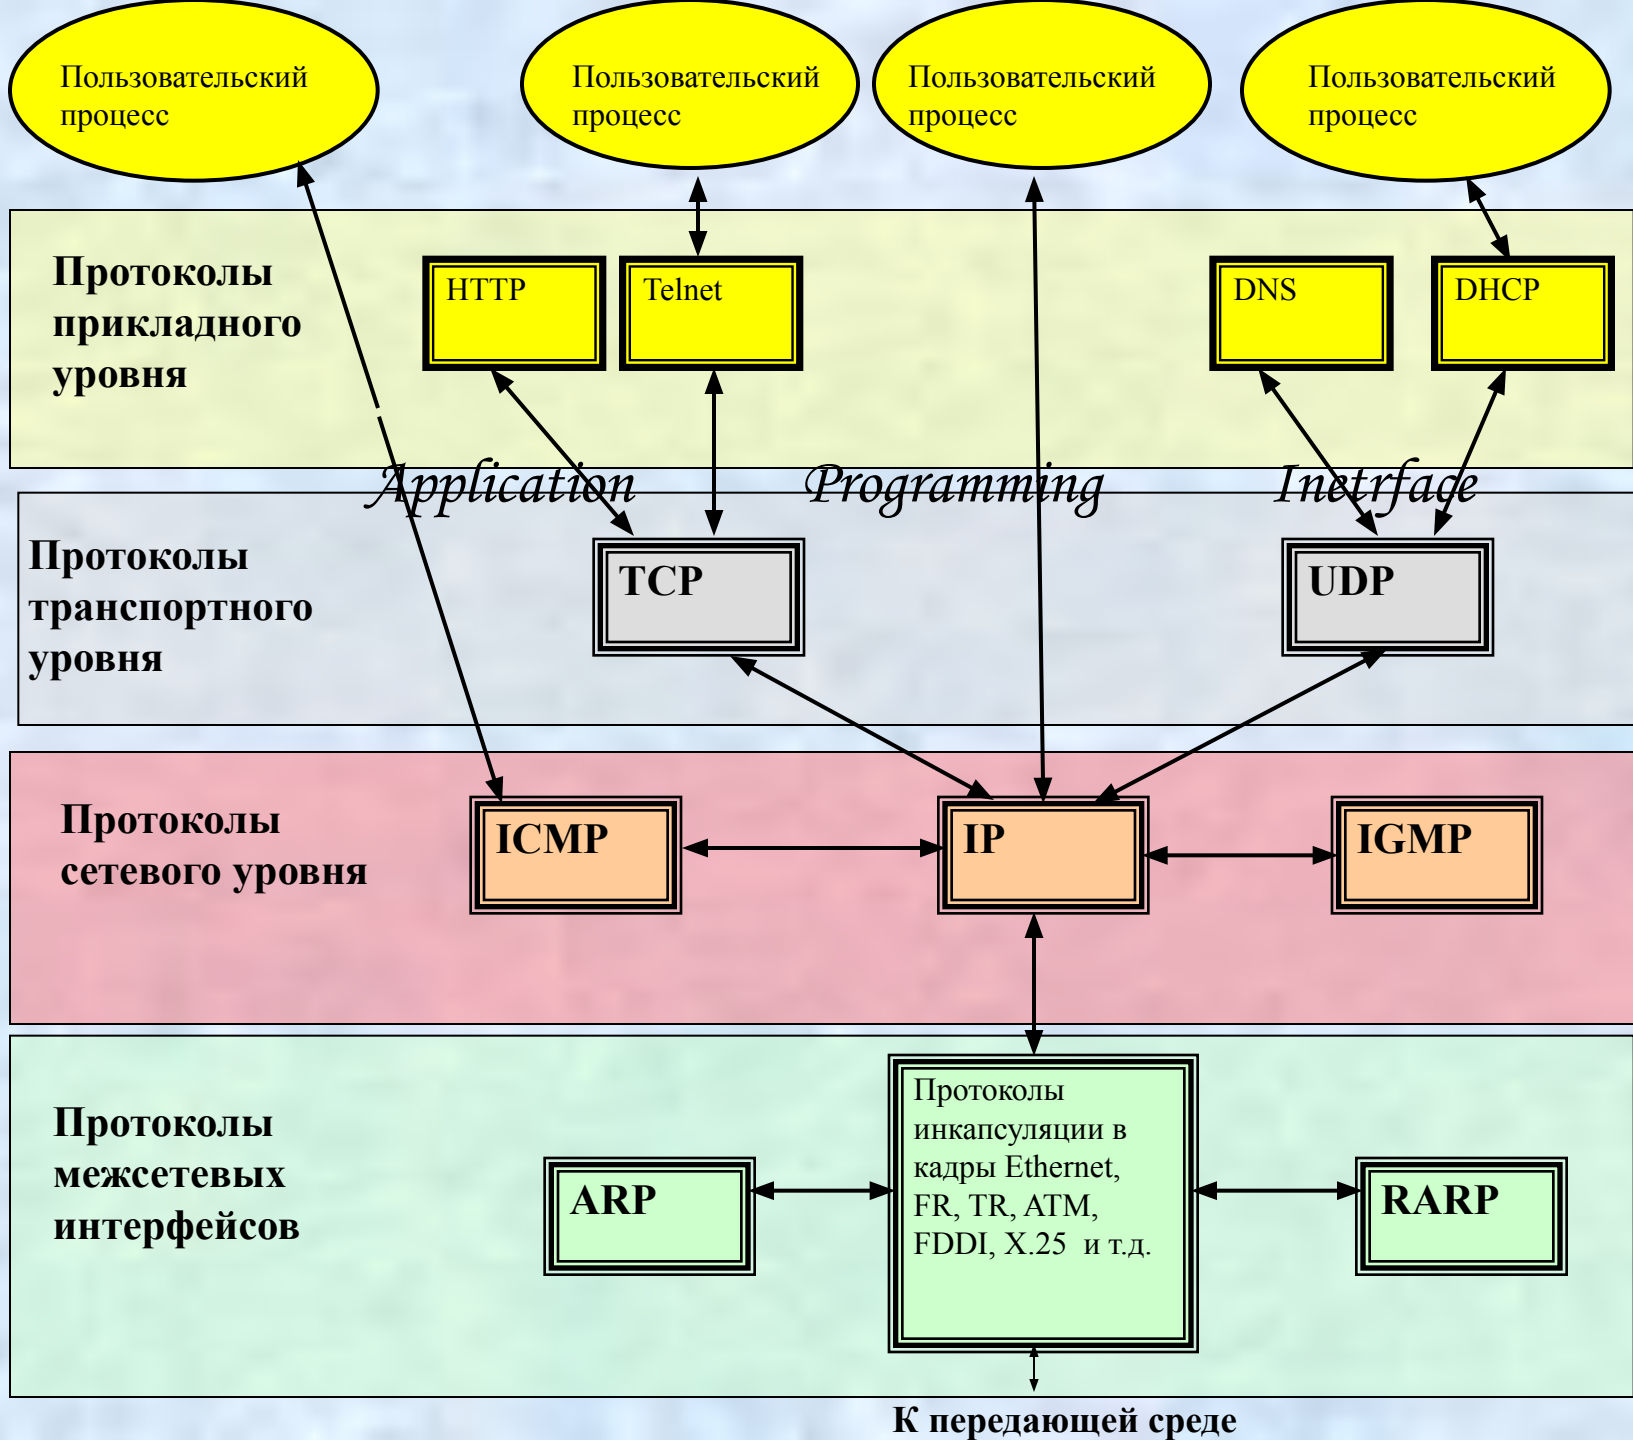 Пользовательский
процесс
Пользовательский
процесс
Пользовательский
процесс
Пользовательский
процесс
Протоколы
прикладного
уровня
HTTP
Telnet
DNS
DHCP
Application Programming Inetrface
Протоколы
транспортного
уровня
TCP
UDP
Протоколы
сетевого уровня
ICMP
IP
IGMP
Протоколы
межсетевых
интерфейсов
ARP
Протоколы
инкапсуляции в
кадры Ethernet,
FR, TR, ATM,
FDDI, X.25 и т.д.
RARP
К передающей среде